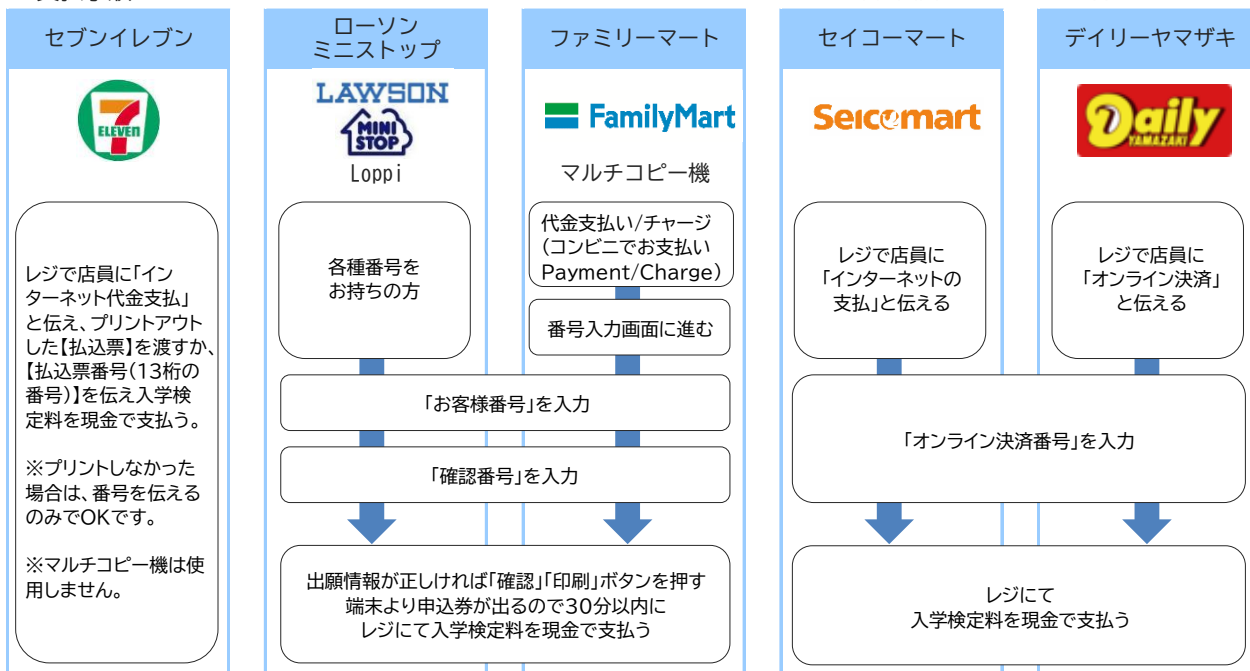 セブンイレブン
ローソン
ミニストップ
ファミリーマート
セイコーマート
デイリーヤマザキ
7
ELEVEN
LAWSON
MINI
STOP
Loppi
FamilyMart
マルチコピー機
Seicomart
Daily
YAMAZAKI
レジで店員に「イン
ターネット代金支払」
と伝え、プリントアウト
した【払込票】を渡すか、
【払込票番号(13桁の
番号)】を伝え入学検
定料を現金で支払う。
※プリントしなかった
場合は、番号を伝える
のみでOKです。
※マルチコピー機は使
用しません。
各種番号を
お持ちの方
代金支払い/チャージ
(コンビニでお支払い
Payment/Charge)
番号入力画面に進む
「お客様番号」を入力
「確認番号」を入力
出願情報が正しければ「確認」「印刷」ボタンを押す
端末より申込券が出るので30分以内に
レジにて入学検定料を現金で支払う
レジで店員に
「インターネットの
支払」と伝える
レジで店員に
「オンライン決済」
と伝える
「オンライン決済番号」を入力
レジにて
入学検定料を現金で支払う